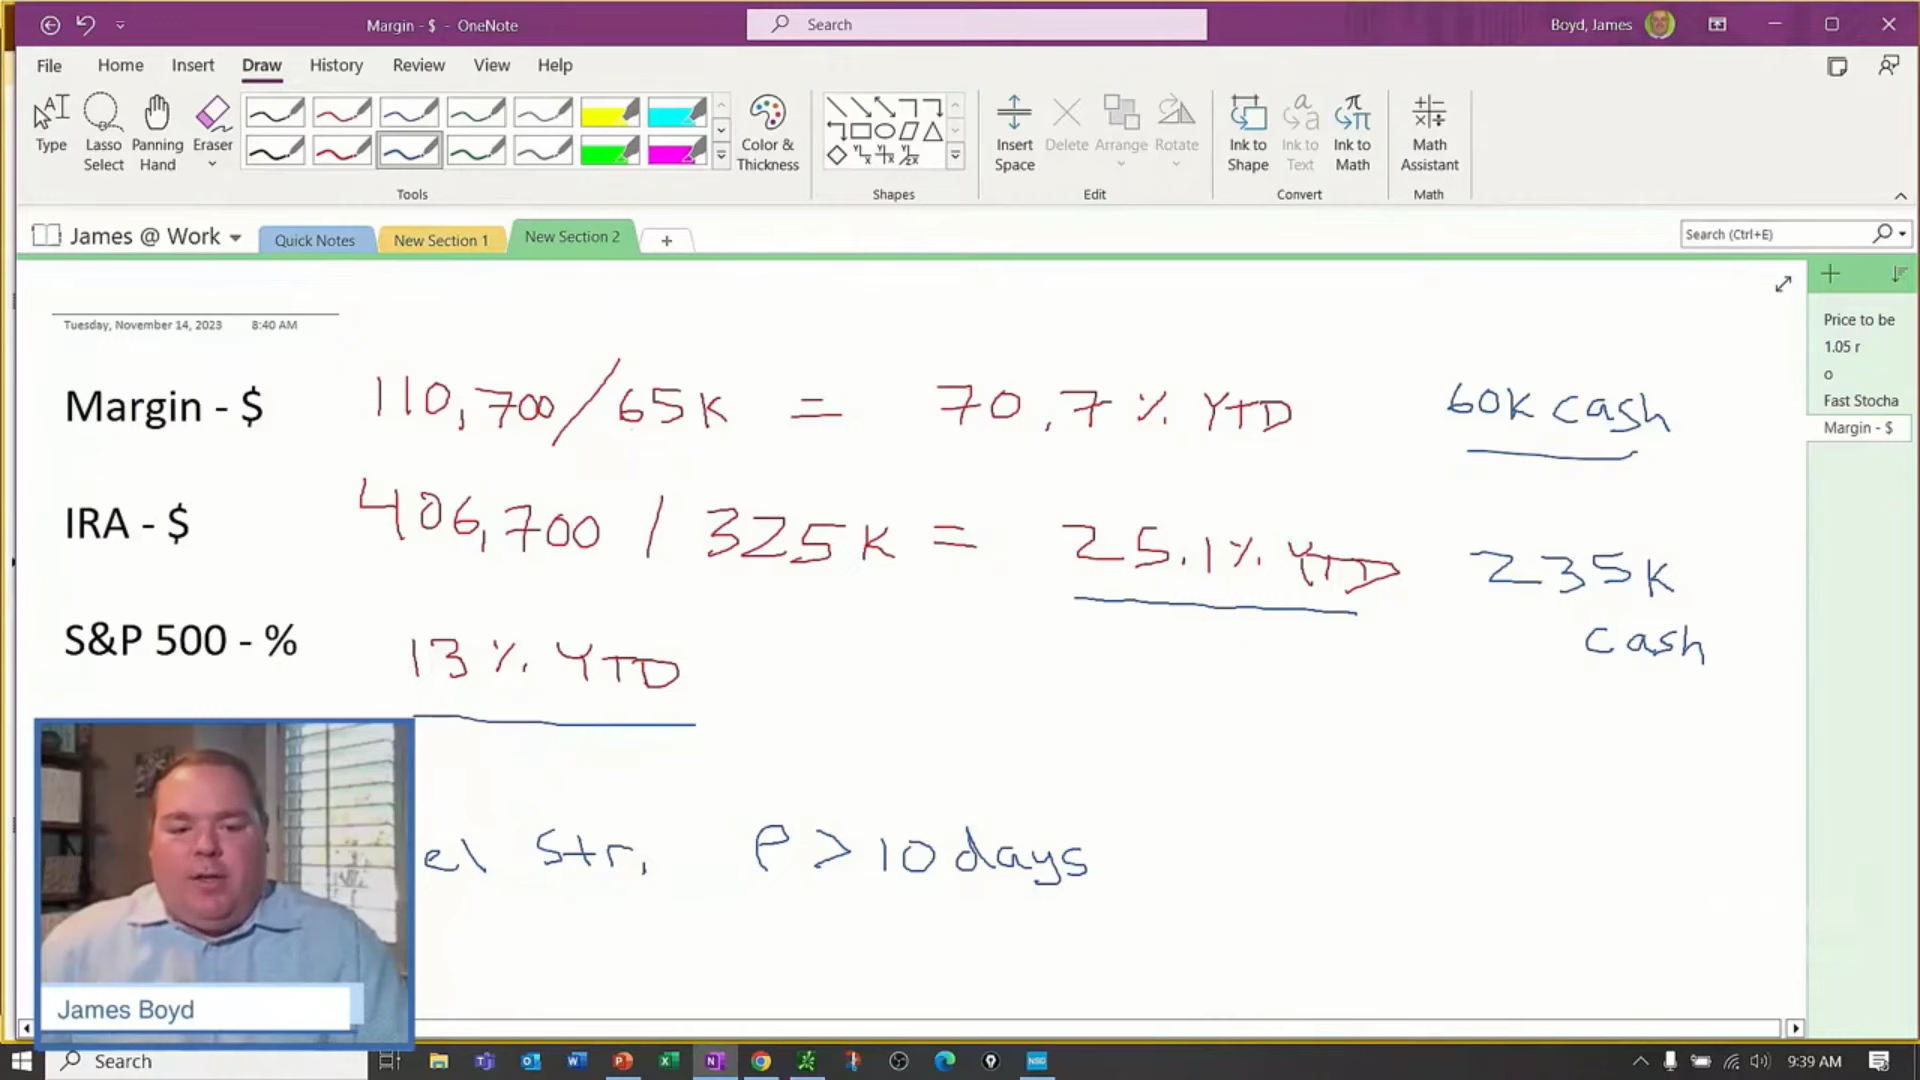 Margin - $ - OneNote
Search
Boyd, James
File Home Insert Draw History Review View Help
Type
Lasso Select
Panning Hand
Eraser
Color & Thickness
Insert Space
Delete
Arrange
Rotate
Ink to Shape
Ink to Text
Ink to Math
Math Assistant
Tools
Shapes
Edit
Convert
Math
James @ Work
Quick Notes
New Section 1
New Section 2
Search (Ctrl+E)
Tuesday, November 14, 2023 8:40 AM
Price to be
1.05 r
o
Fast Stocha
Margin - $
Margin - $ 110,700/65K = 70.7% YTD 60K cash
IRA - $ 406,700 / 325K = 25.1% YTD 235K
cash
S&P 500 - % 13% YTD
el Str. P > 10 days
James Boyd
Search
9:39 AM